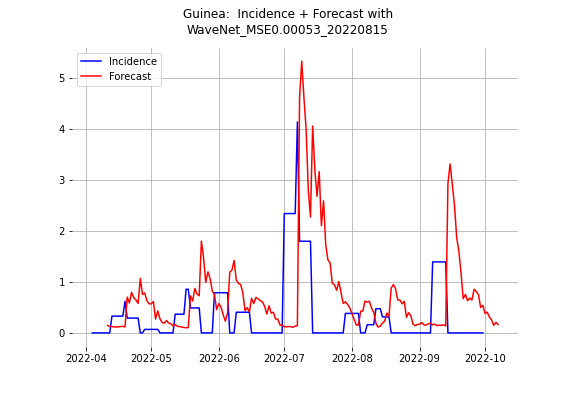 Guinea:  Incidence + Forecast with
WaveNet_MSE0.00053_20220815
Incidence
Forecast
5
4
3
2
1
0
2022-04 2022-05 2022-06 2022-07 2022-08 2022-09 2022-10